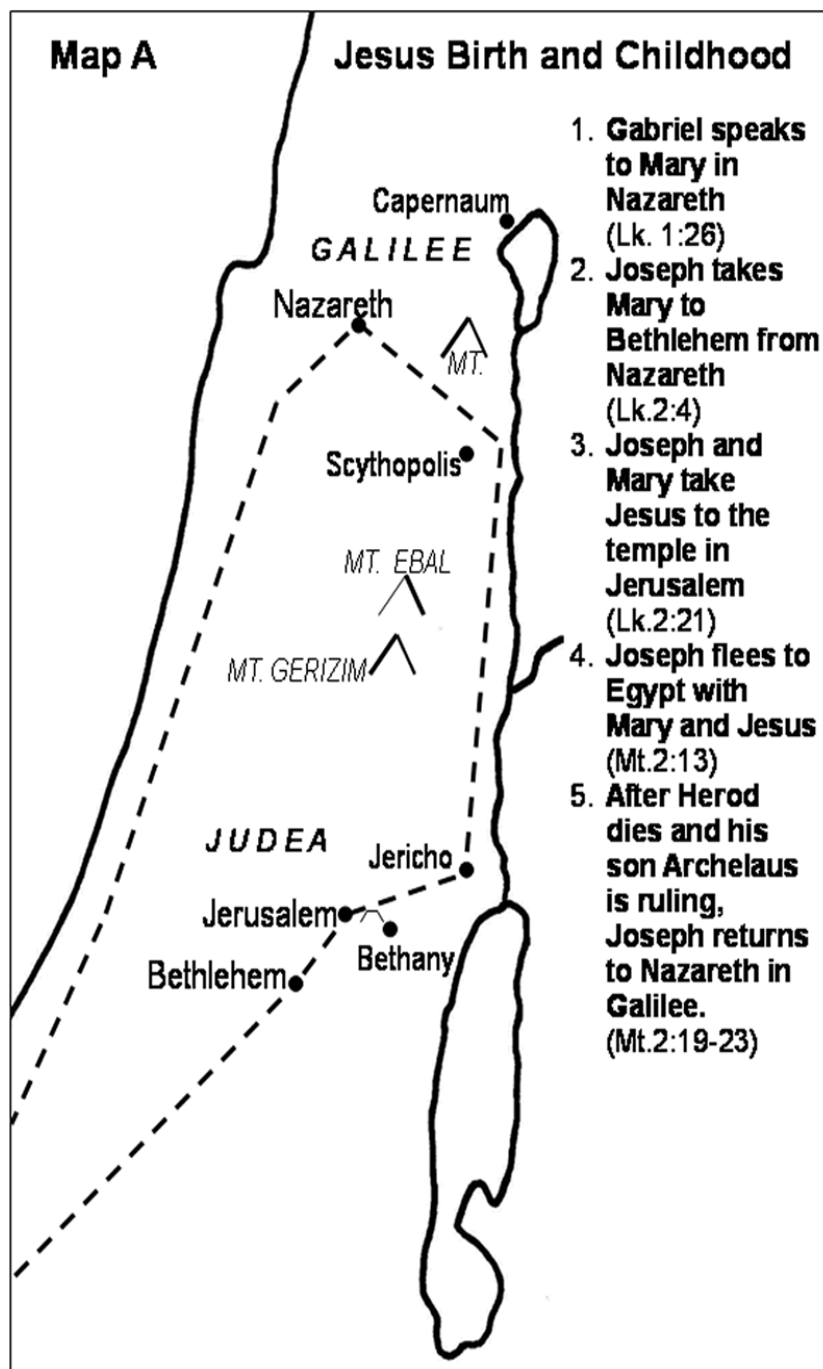 Map A
Jesus Birth and Childhood
1. Gabriel speaks
to Mary in
Nazareth
(Lk. 1:26)
2. Joseph takes
Mary to
Bethlehem from
Nazareth
(Lk.2:4)
3. Joseph and
Mary take
Jesus to the
temple in
Jerusalem
(Lk.2:21)
4. Joseph flees to
Egypt with
Mary and Jesus
(Mt.2:13)
5. After Herod
dies and his
son Archelaus
is ruling,
Joseph returns
to Nazareth in
Galilee.
(Mt.2:19-23)
Capernaum
GALILEE
Nazareth
MT.
Scythopolis
MT. EBAL
MT. GERIZIM
JUDEA
Jericho
Jerusalem
Bethany
Bethlehem